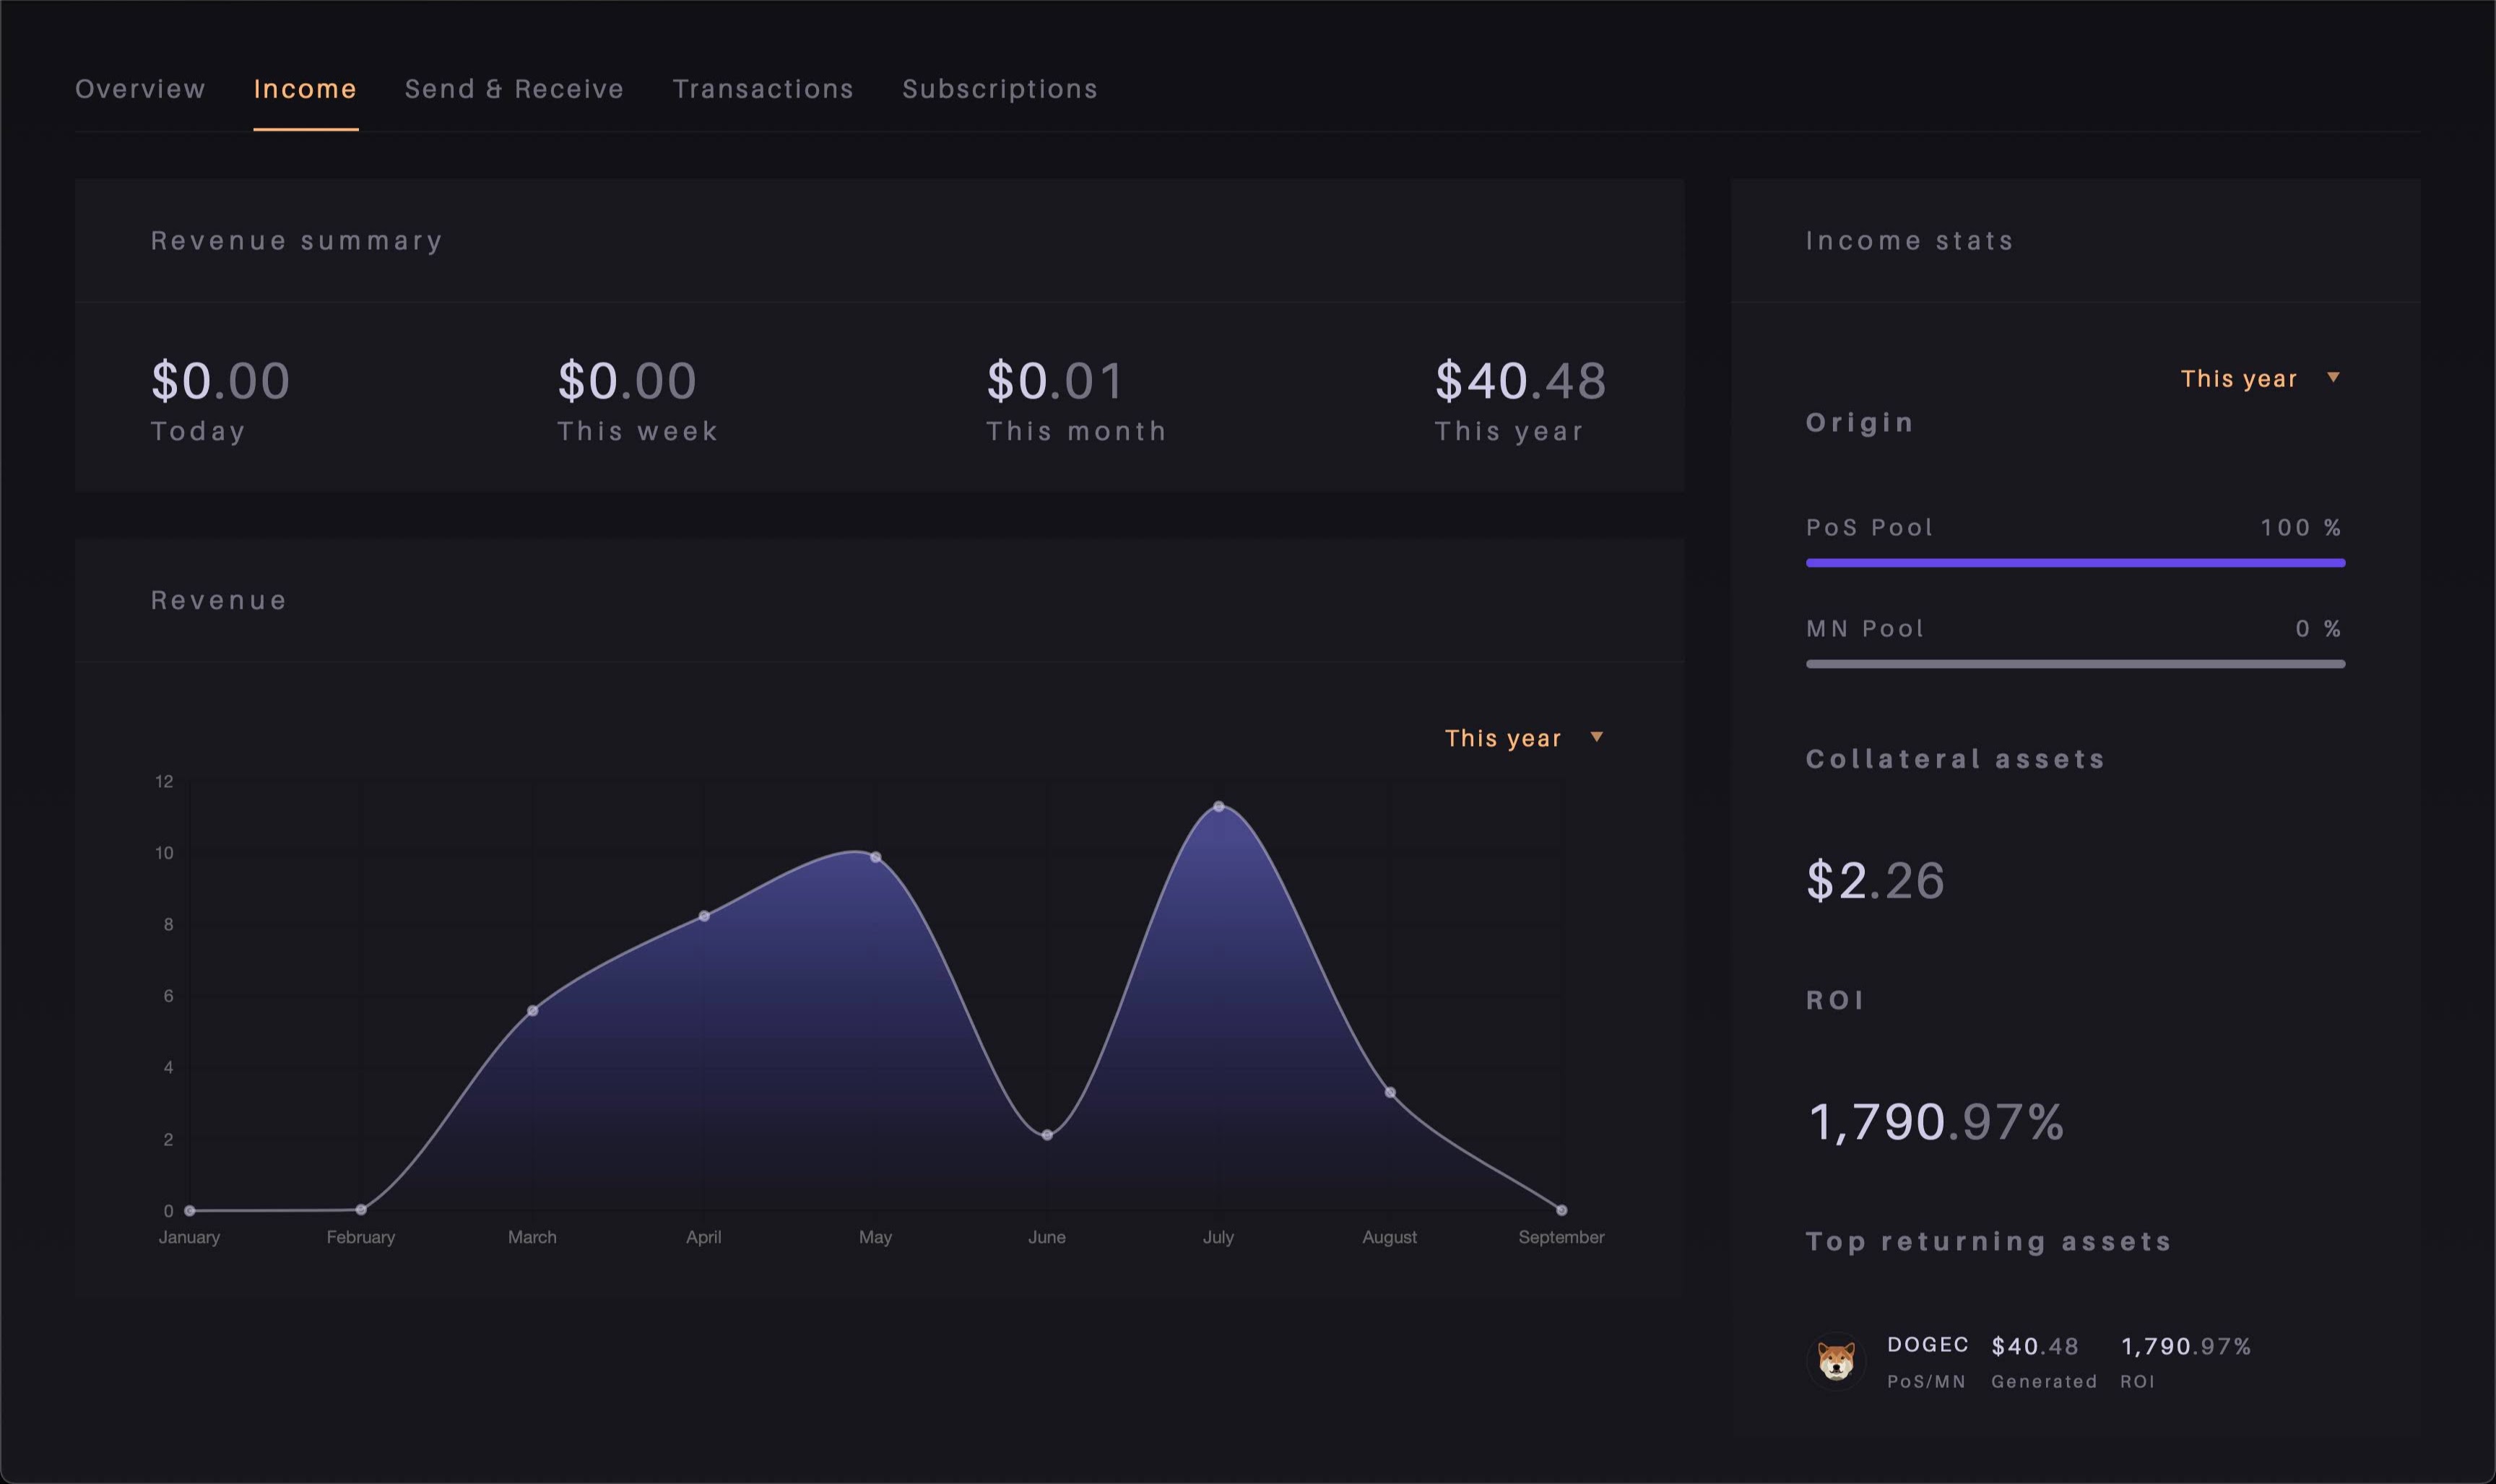 Overview Income Send & Receive Transactions Subscriptions
Revenue summary
$0.00 $0.00 $0.01 $40.48
Today This week This month This year
Revenue
This year
12
10
8
6
4
2
0
January February March April May June July August September
Income stats
This year
Origin
PoS Pool 100 %
MN Pool 0 %
Collateral assets
$2.26
ROI
1,790.97%
Top returning assets
DOGEC $40.48 1,790.97%
PoS/MN Generated ROI